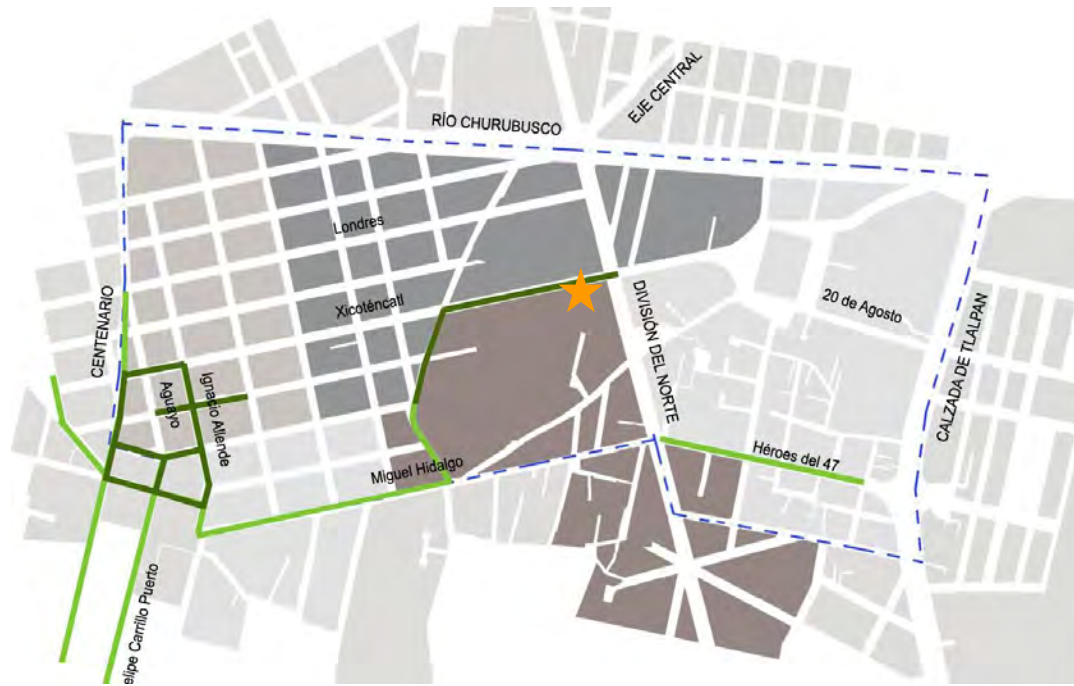 EJE CENTRAL
RÍO CHURUBUSCO
Londres
Xicoténcatl
CENTENARIO
Aguayo
Ignacio Allende
DIVISIÓN DEL NORTE
20 de Agosto
CALZADA DE TLALPAN
Héroes del 47
Miguel Hidalgo
elipe Carrillo Puerto